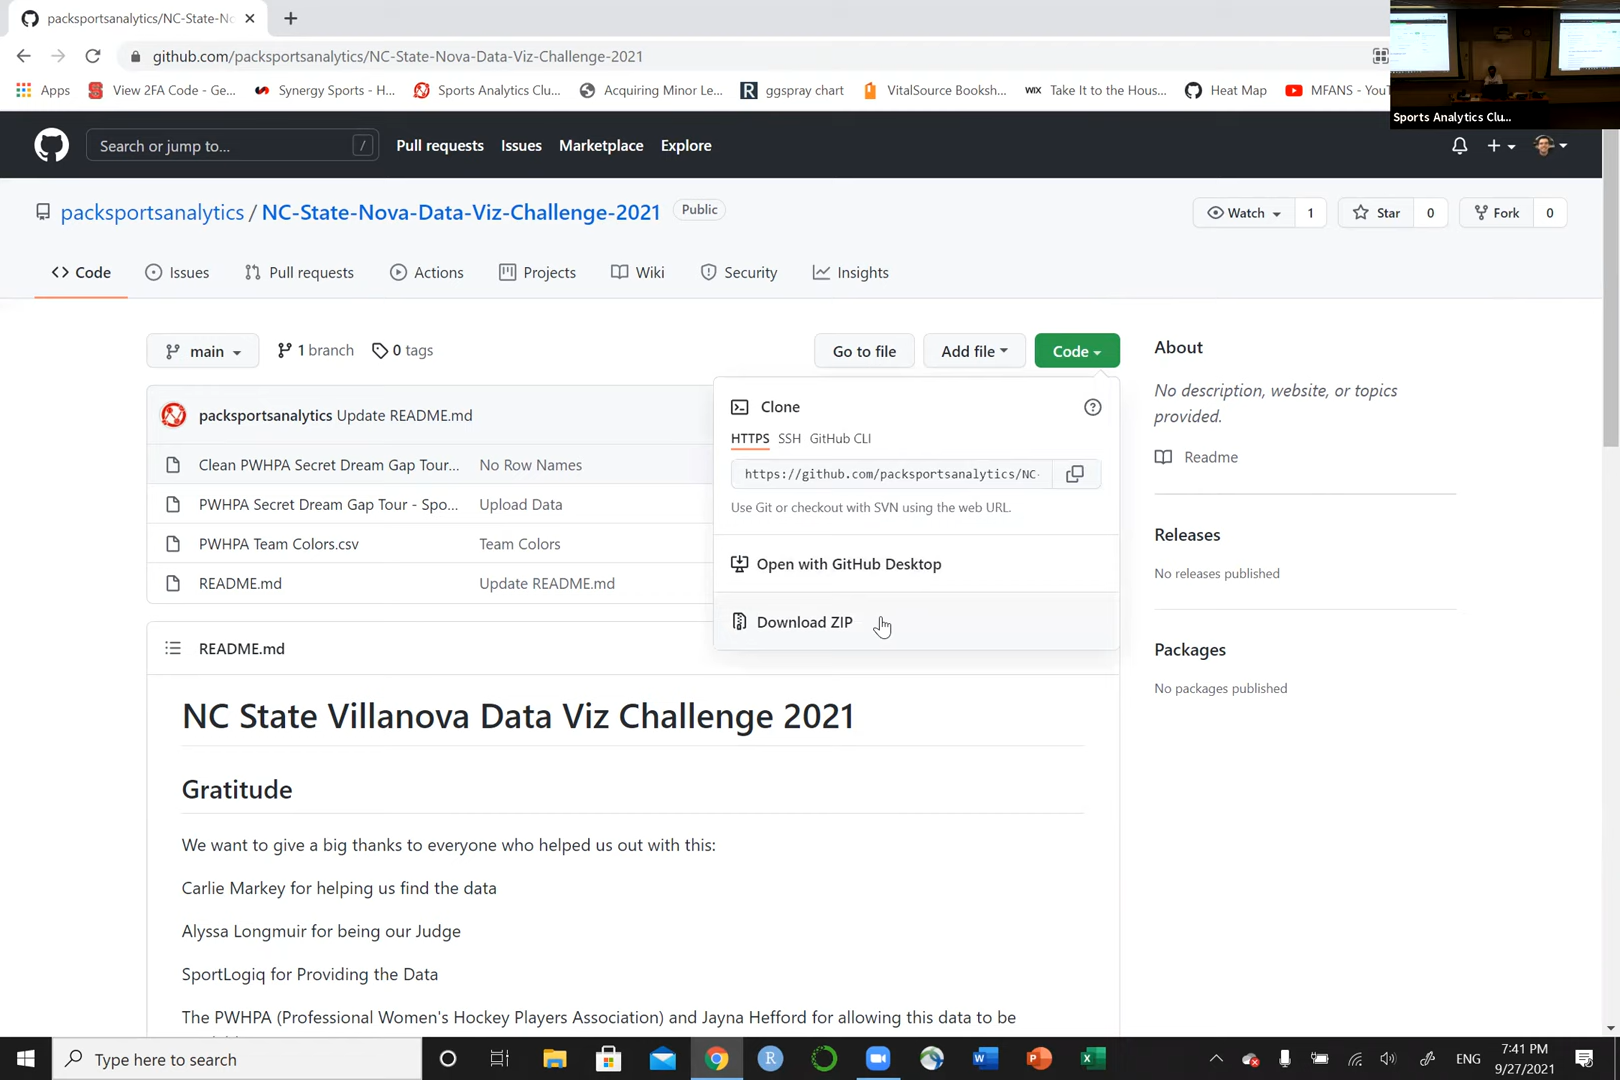 packsportsanalytics/NC-State-No
github.com/packsportsanalytics/NC-State-Nova-Data-Viz-Challenge-2021
Apps View 2FA Code - Ge... Synergy Sports - H... Sports Analytics Clu... Acquiring Minor Le... R ggspray chart VitalSource Booksh... WIX Take It to the Hous... Heat Map MFANS - YouT
Sports Analytics Clu...
Search or jump to... / Pull requests Issues Marketplace Explore
packsportsanalytics / NC-State-Nova-Data-Viz-Challenge-2021 Public Watch 1 Star 0 Fork 0
Code Issues Pull requests Actions Projects Wiki Security Insights
main 1 branch 0 tags Go to file Add file Code
packsportsanalytics Update README.md
Clean PWHPA Secret Dream Gap Tour... No Row Names
PWHPA Secret Dream Gap Tour - Spo... Upload Data
PWHPA Team Colors.csv Team Colors
README.md Update README.md
Clone
HTTPS SSH GitHub CLI
https://github.com/packsportsanalytics/NC-
Use Git or checkout with SVN using the web URL.
Open with GitHub Desktop
Download ZIP
About
No description, website, or topics
provided.
Readme
Releases
No releases published
Packages
No packages published
README.md
NC State Villanova Data Viz Challenge 2021
Gratitude
We want to give a big thanks to everyone who helped us out with this:
Carlie Markey for helping us find the data
Alyssa Longmuir for being our Judge
SportLogiq for Providing the Data
The PWHPA (Professional Women's Hockey Players Association) and Jayna Hefford for allowing this data to be
Type here to search
ENG
7:41 PM
9/27/2021